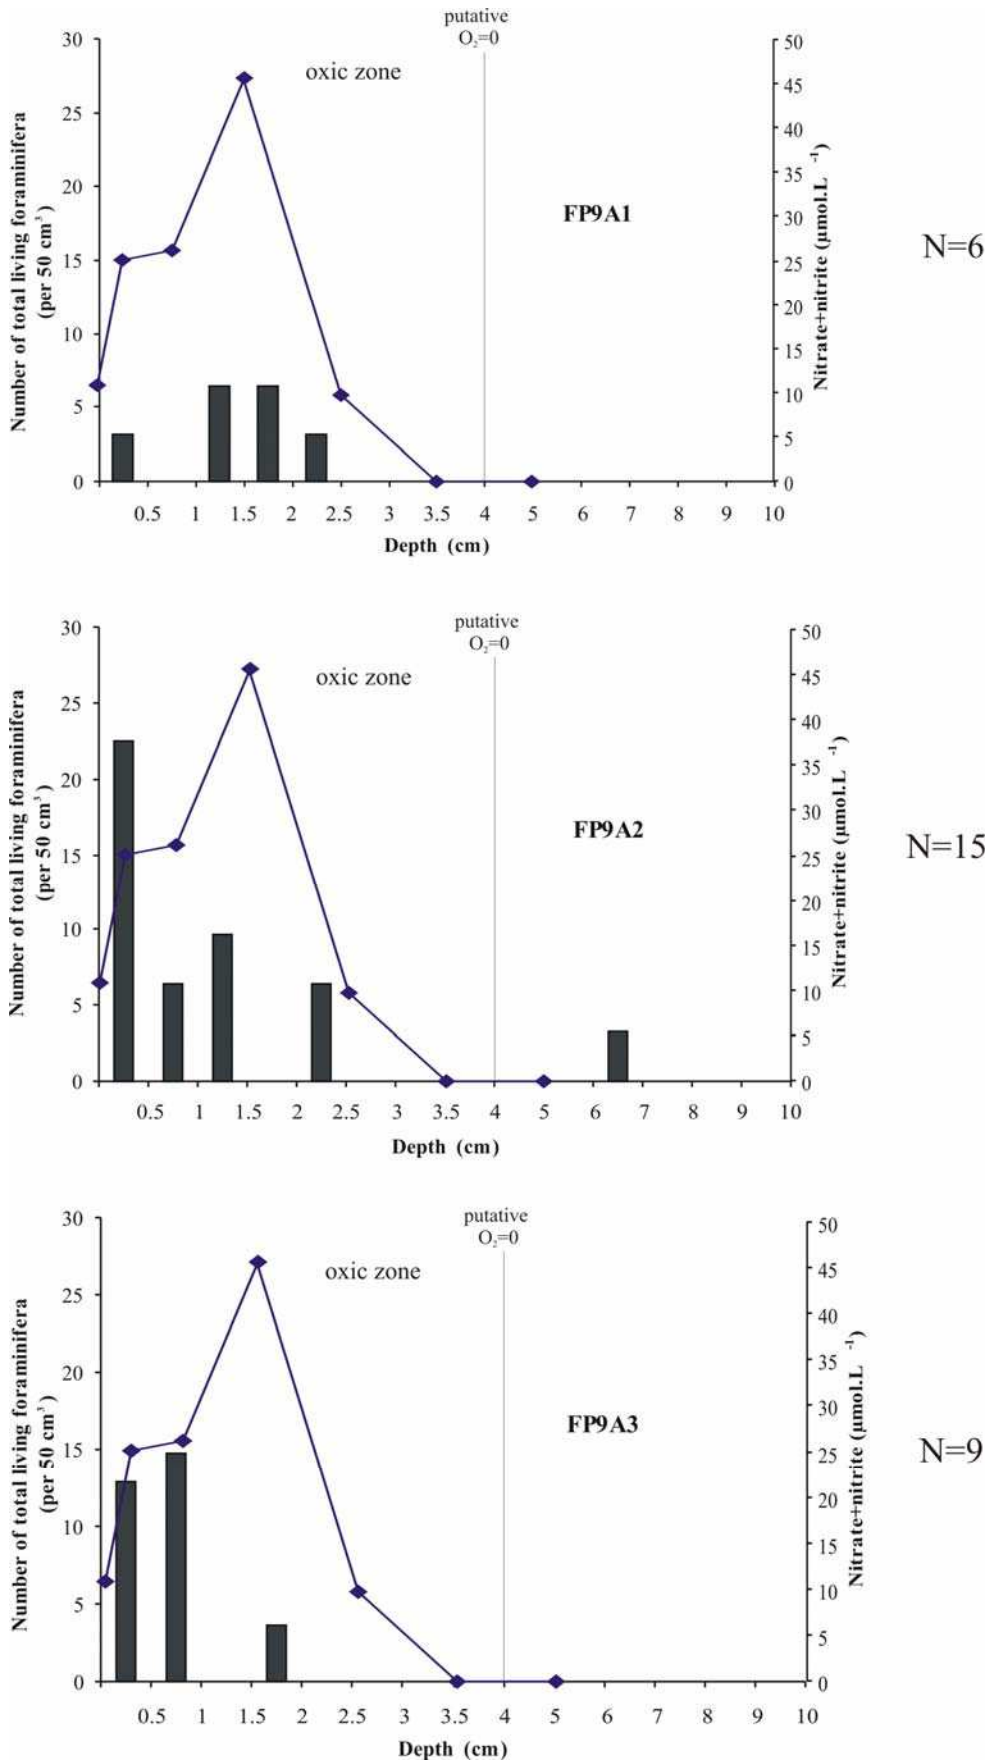 putative
O₂=0
oxic zone
Number of total living foraminifera
(per 50 cm³)
30
25
20
15
10
5
0
50
45
40
35
30
25
20
15
10
5
0
Nitrate+nitrite (µmol.L⁻¹)
FP9A1
N=6
0.5 1 1.5 2 2.5 3 3.5 4 5 6 7 8 9 10
Depth (cm)
putative
O₂=0
oxic zone
Number of total living foraminifera
(per 50 cm³)
30
25
20
15
10
5
0
50
45
40
35
30
25
20
15
10
5
0
Nitrate+nitrite (µmol.L⁻¹)
FP9A2
N=15
0.5 1 1.5 2 2.5 3 3.5 4 5 6 7 8 9 10
Depth (cm)
putative
O₂=0
oxic zone
Number of total living foraminifera
(per 50 cm³)
30
25
20
15
10
5
0
50
45
40
35
30
25
20
15
10
5
0
Nitrate+nitrite (µmol.L⁻¹)
FP9A3
N=9
0.5 1 1.5 2 2.5 3 3.5 4 5 6 7 8 9 10
Depth (cm)